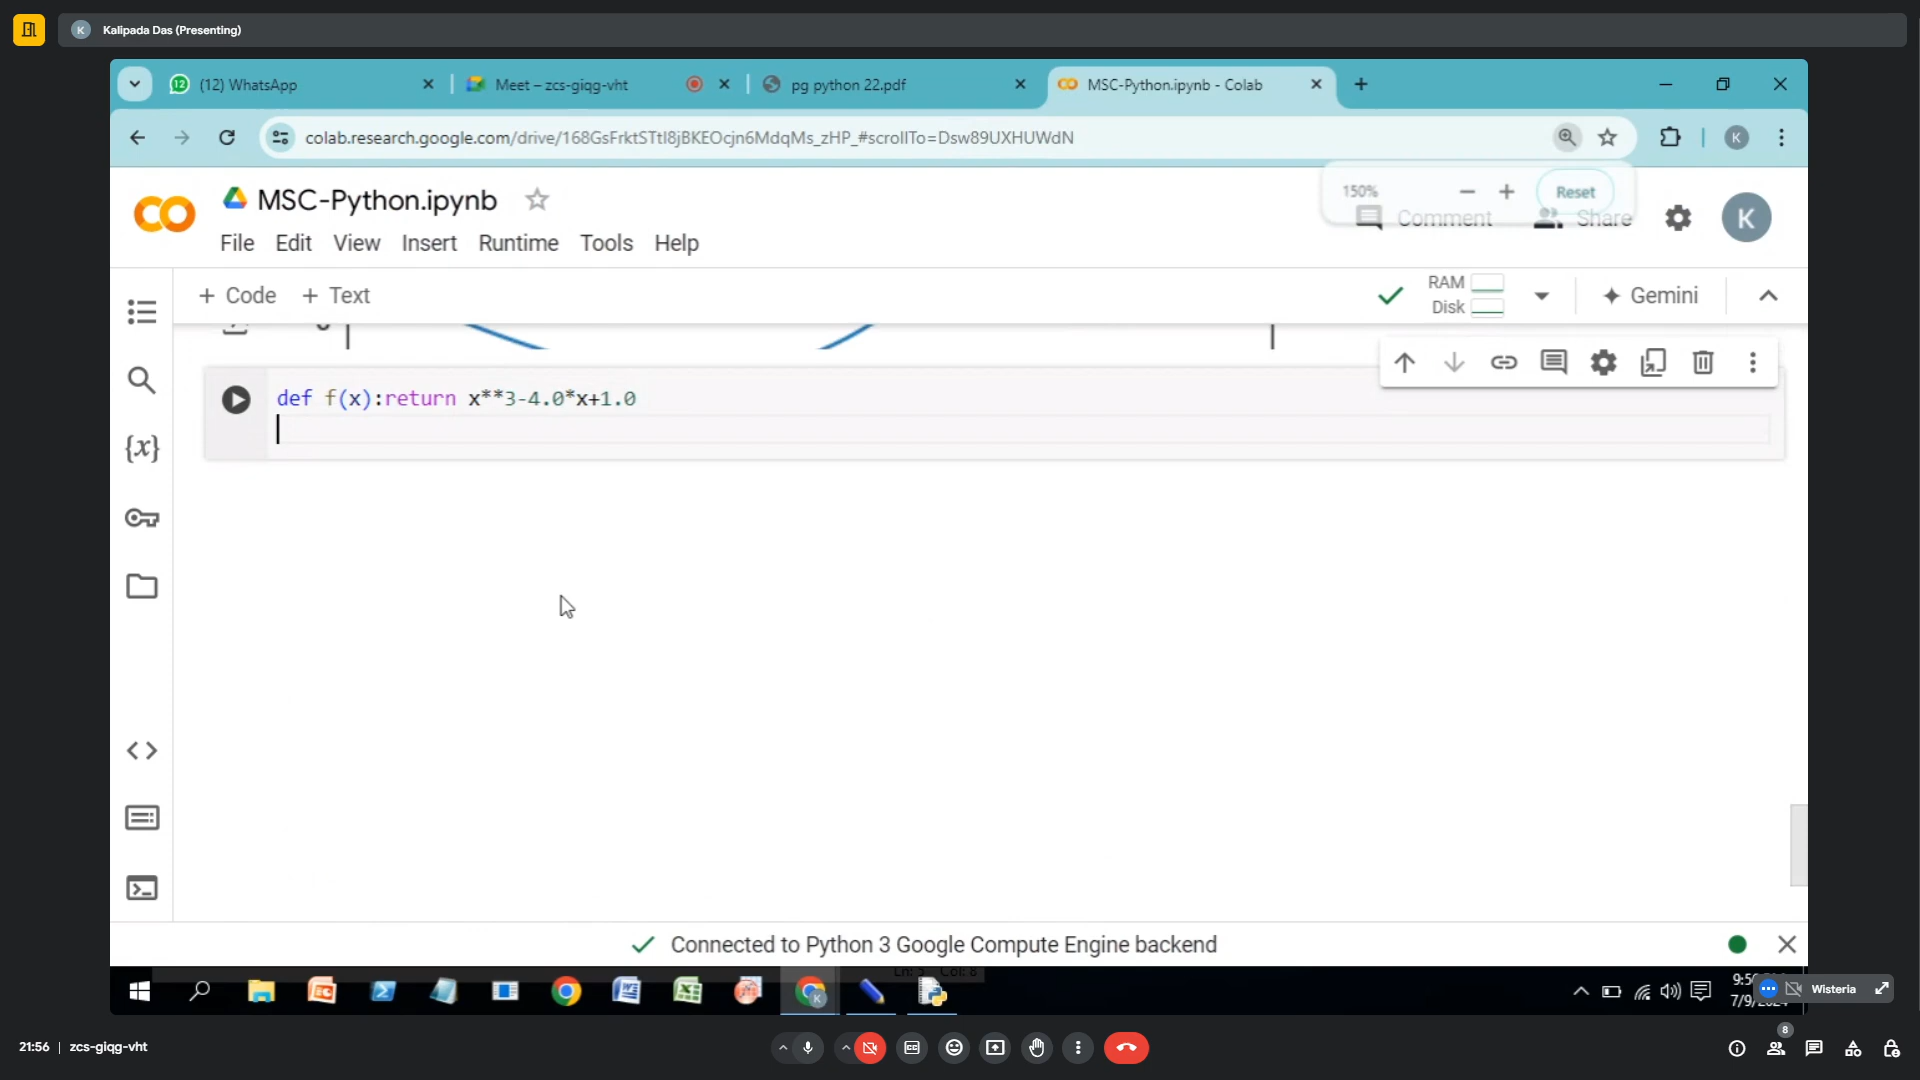 K Kalipada Das (Presenting)
12 (12) WhatsApp
Meet – zcs-giqg-vht
pg python 22.pdf
MSC-Python.ipynb - Colab
colab.research.google.com/drive/168GsFrktSTtI8jBKEOcjn6MdqMs_zHP_#scrollTo=Dsw89UXHUWdN
K
150%
Reset
MSC-Python.ipynb
Comment
Share
K
File Edit View Insert Runtime Tools Help
+ Code + Text
RAM
Disk
Gemini
def f(x):return x**3-4.0*x+1.0
{x}
Connected to Python 3 Google Compute Engine backend
Wisteria
21:56 | zcs-giqg-vht
8